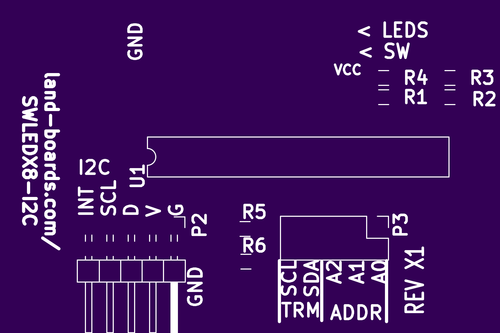 GND
< LEDS
< SW
VCC
R4
R3
R1
R2
land-boards.com/
SWLEDX8-I2C
I2C
U1
INT
SCL
D
V
G
P2
R5
R6
P3
GND
SCL
SDA
A2
A1
A0
TRM
ADDR
REV X1